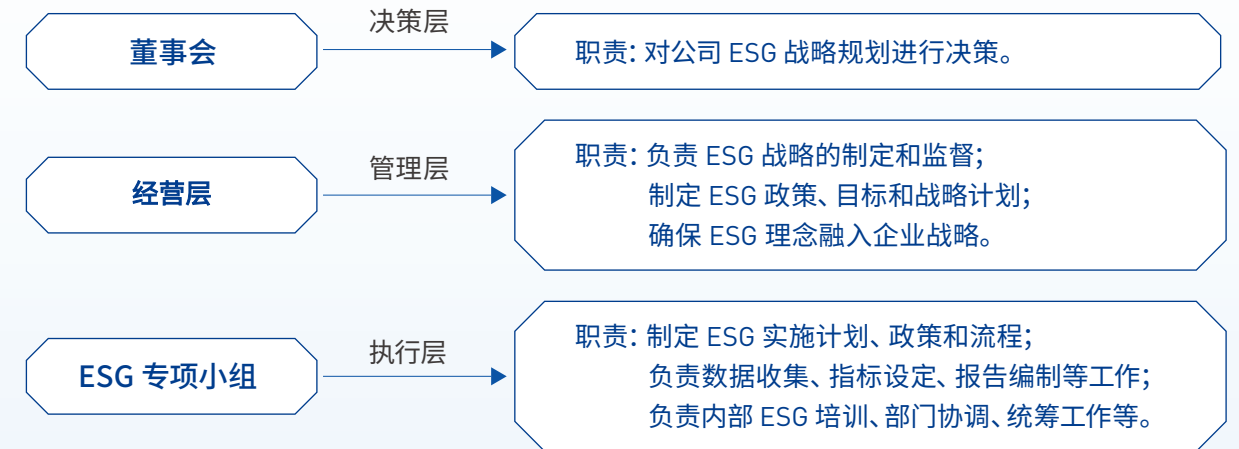 董事会
决策层
职责: 对公司 ESG 战略规划进行决策。
经营层
管理层
职责: 负责 ESG 战略的制定和监督;
制定 ESG 政策、目标和战略计划;
确保 ESG 理念融入企业战略。
ESG 专项小组
执行层
职责: 制定 ESG 实施计划、政策和流程;
负责数据收集、指标设定、报告编制等工作;
负责内部 ESG 培训、部门协调、统筹工作等。